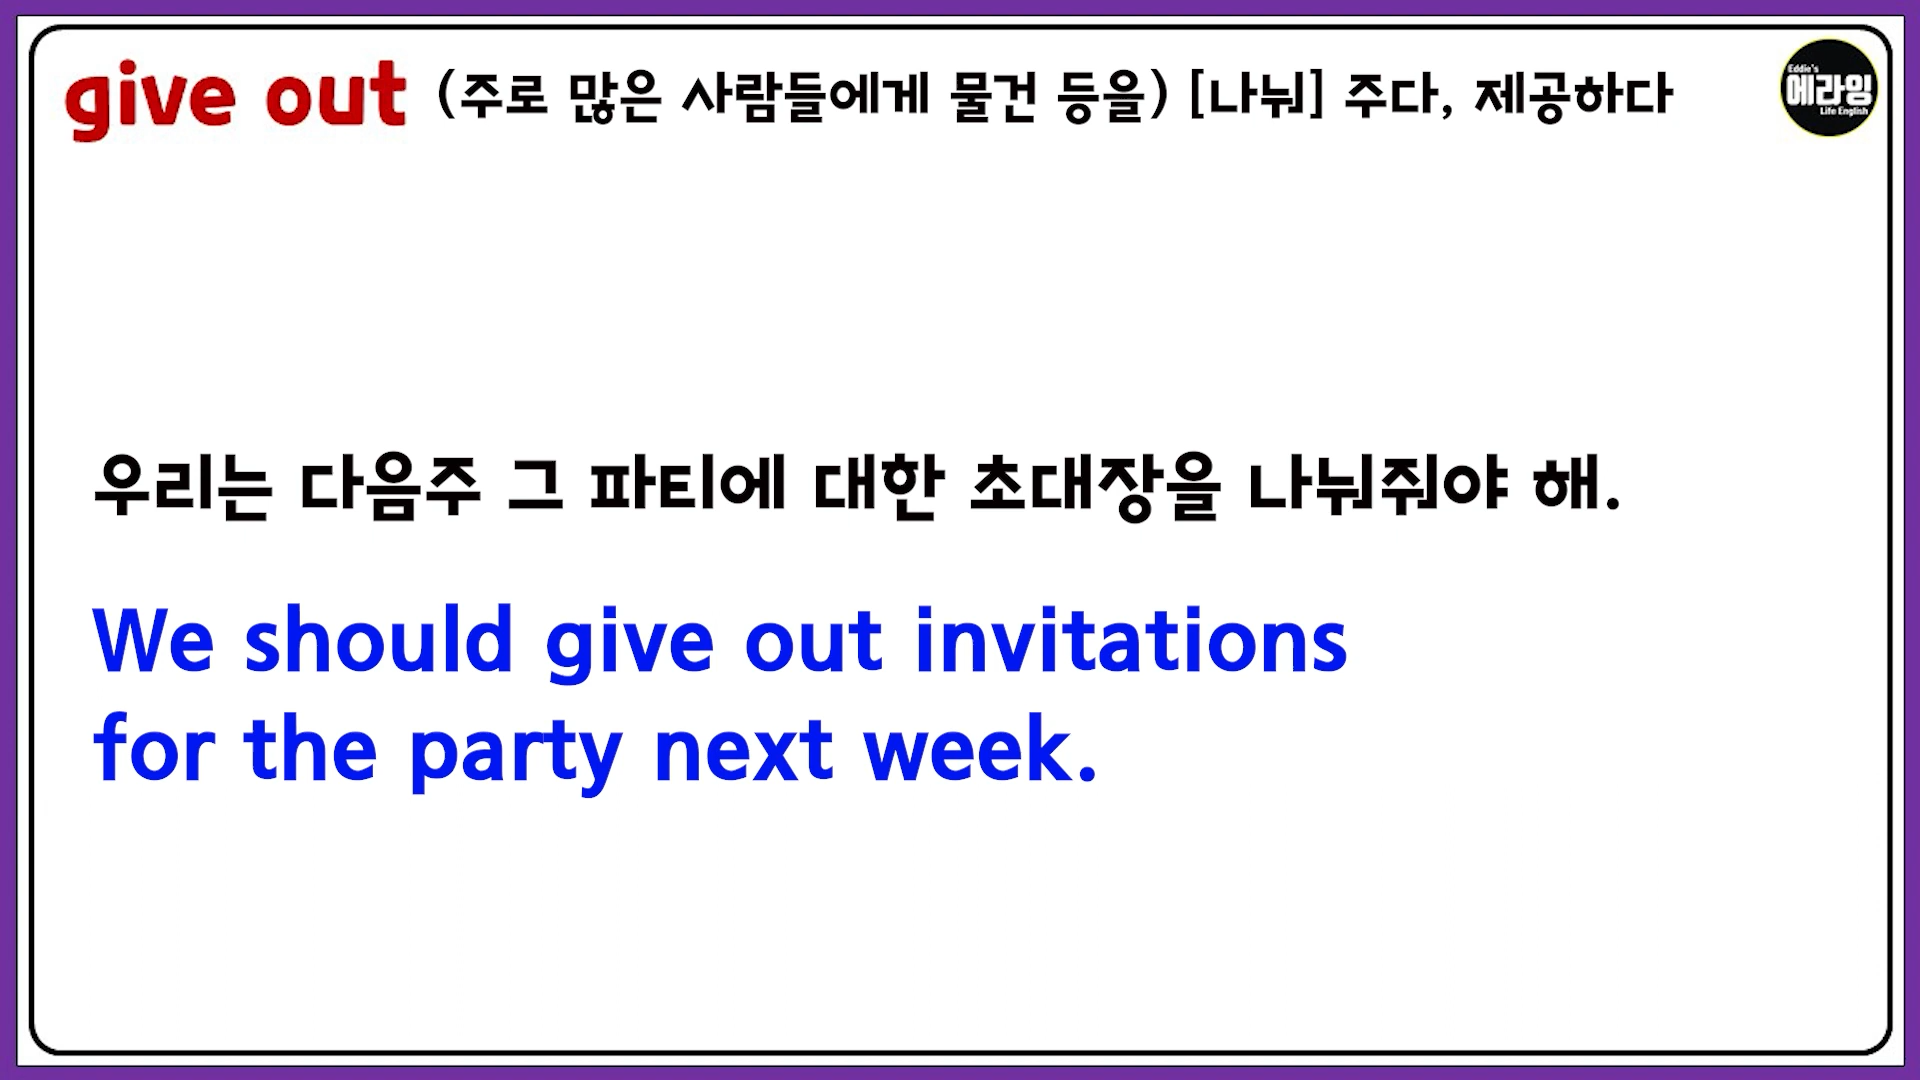 give out (주로 많은 사람들에게 물건 등을) [나눠] 주다, 제공하다
Eddie's
에라잉
Life English
우리는 다음주 그 파티에 대한 초대장을 나눠줘야 해.
We should give out invitations
for the party next week.